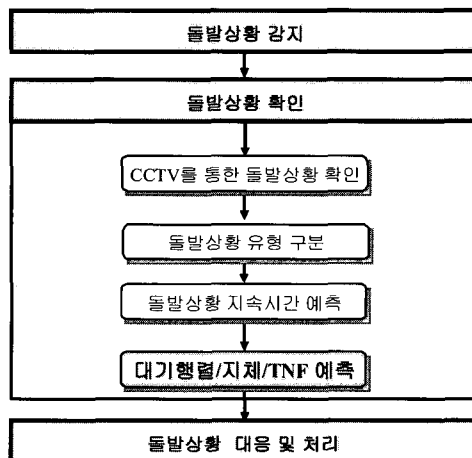 돌발상황 감지
돌발상황 확인
CCTV를 통한 돌발상황 확인
돌발상황 유형 구분
돌발상황 지속시간 예측
대기행렬/지체/TNF 예측
돌발상황 대응 및 처리